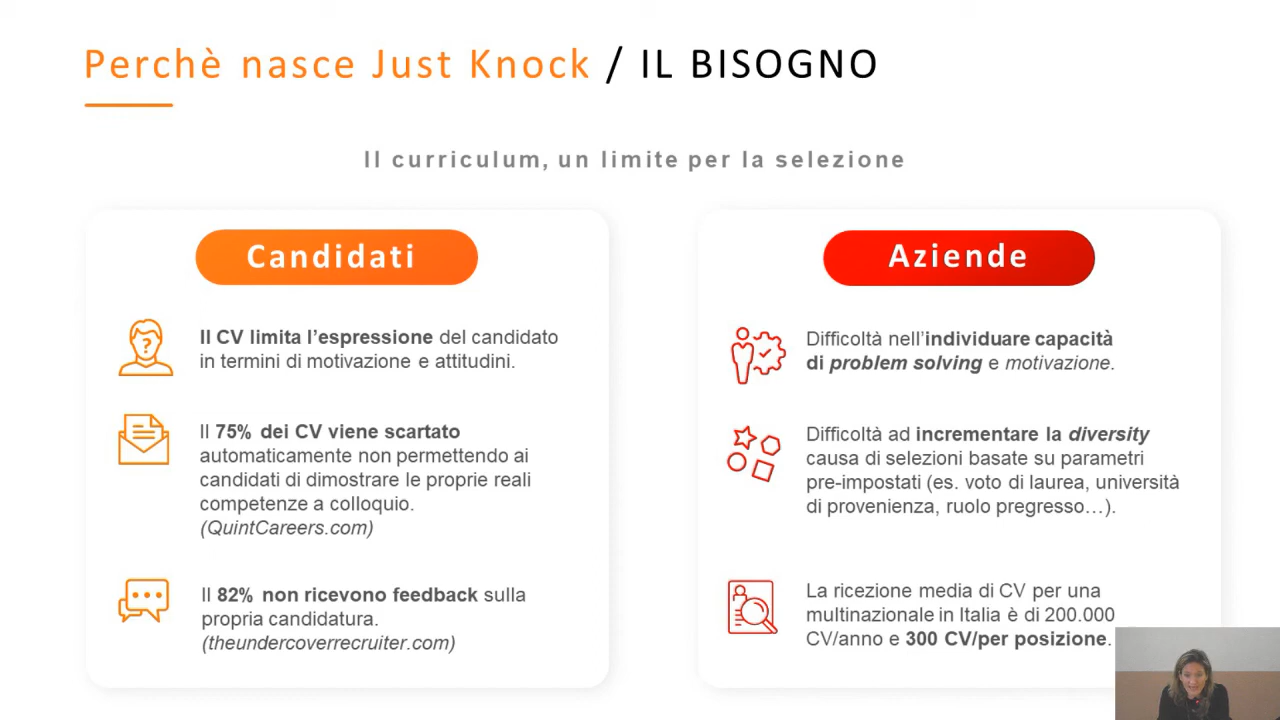 Perchè nasce Just Knock / IL BISOGNO
Il curriculum, un limite per la selezione
Candidati
Il CV limita l’espressione del candidato
in termini di motivazione e attitudini.
Il 75% dei CV viene scartato
automaticamente non permettendo ai
candidati di dimostrare le proprie reali
competenze a colloquio.
(QuintCareers.com)
Il 82% non ricevono feedback sulla
propria candidatura.
(theundercoverrecruiter.com)
Aziende
Difficoltà nell’individuare capacità
di problem solving e motivazione.
Difficoltà ad incrementare la diversity
causa di selezioni basate su parametri
pre-impostati (es. voto di laurea, università
di provenienza, ruolo pregresso…).
La ricezione media di CV per una
multinazionale in Italia è di 200.000
CV/anno e 300 CV/per posizione.
?